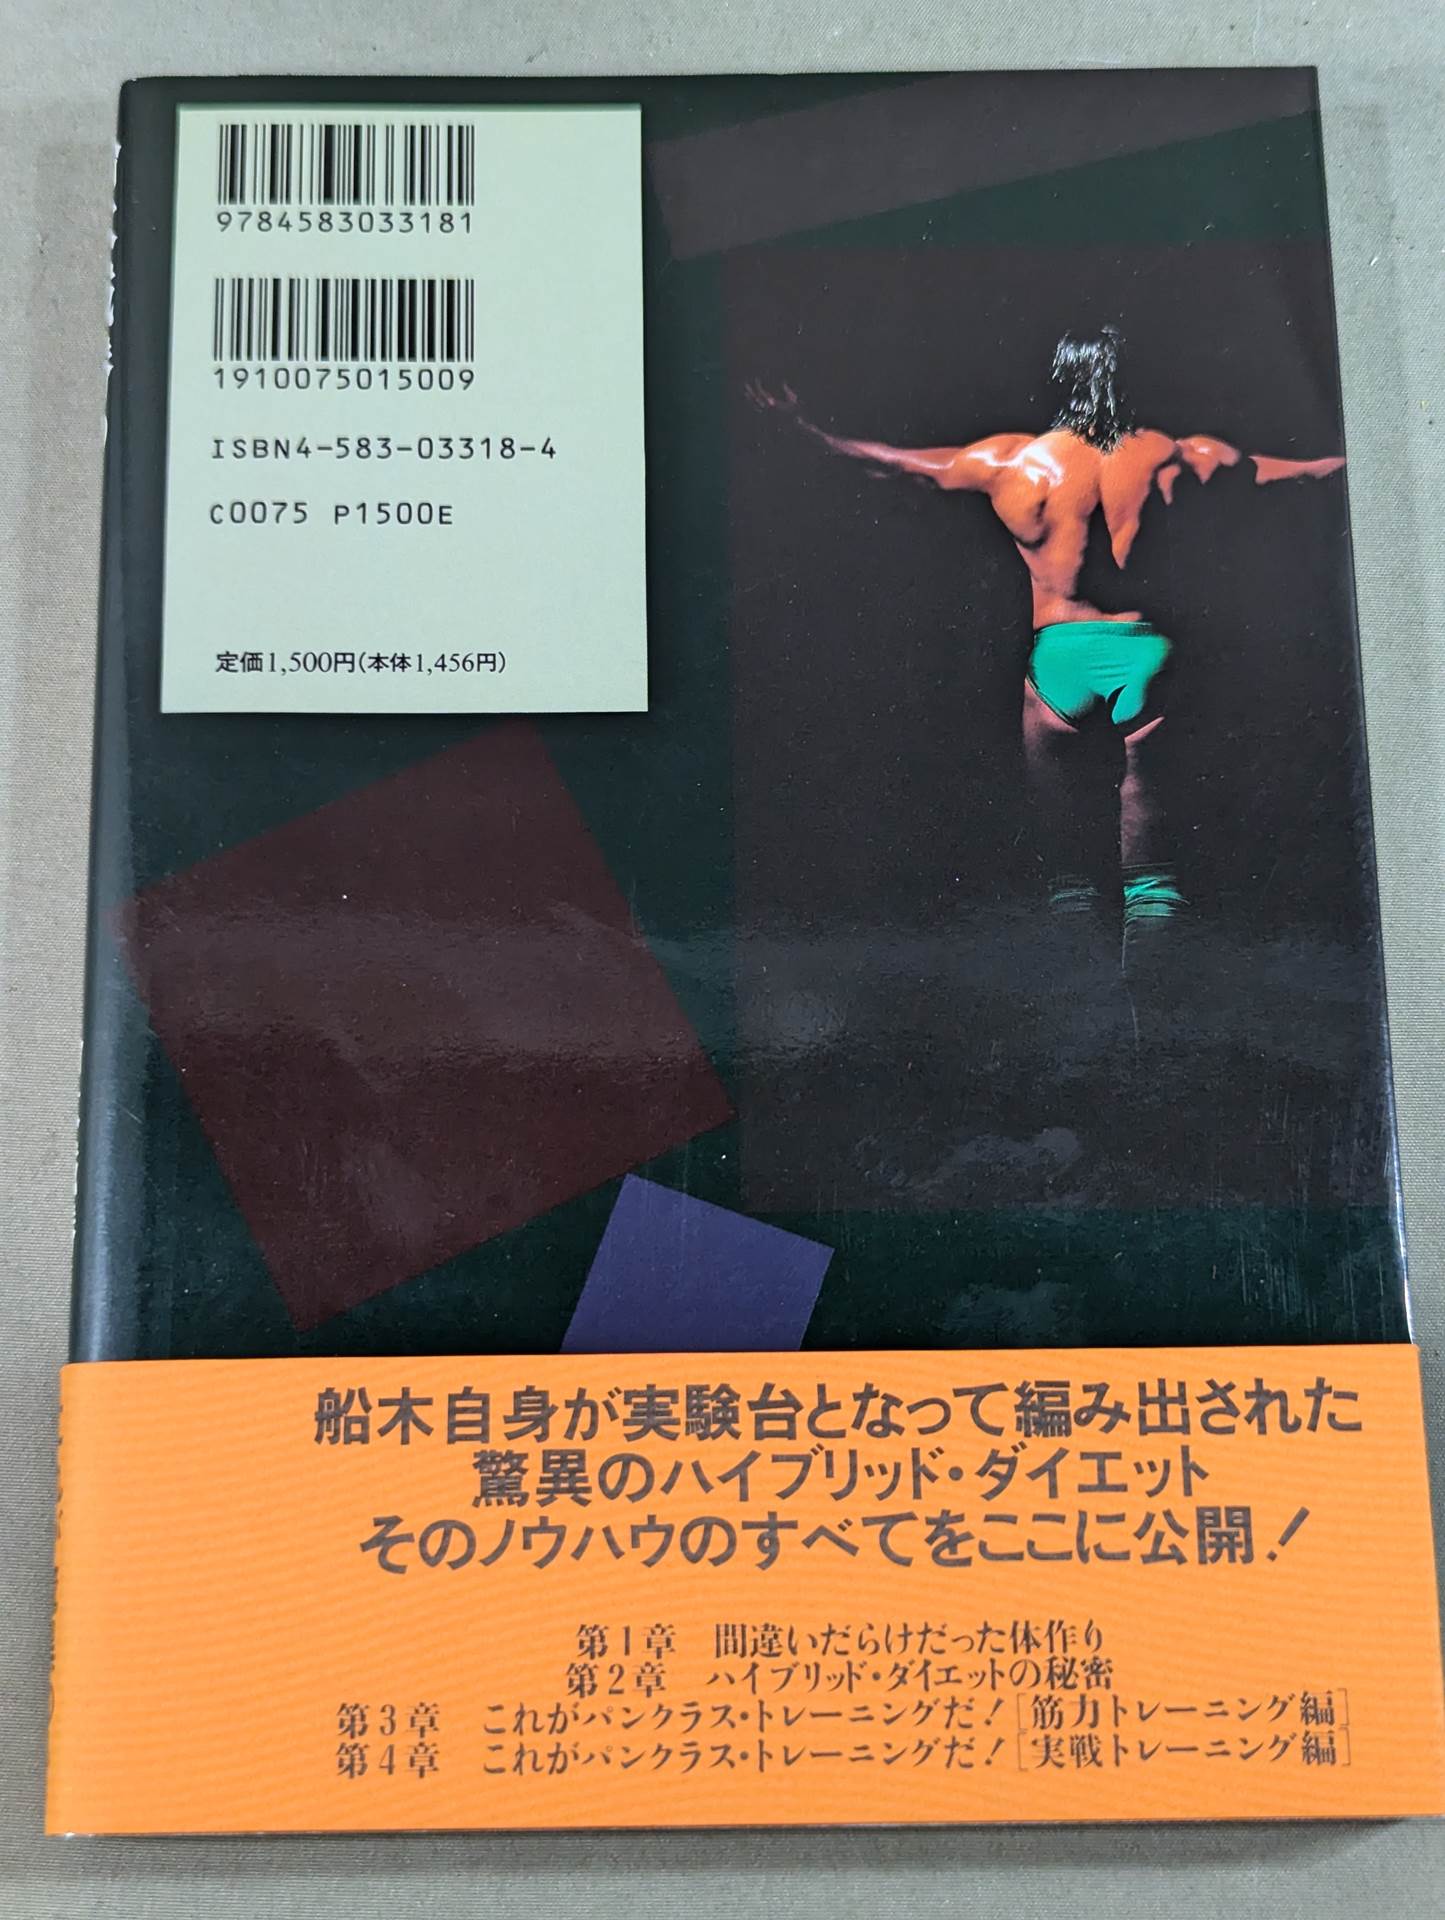 9784583033181
1910075015009
ISBN4-583-03318-4
C0075 P1500E
定価1,500円(本体1,456円)
船木自身が実験台となって編み出された
驚異のハイブリッド・ダイエット
そのノウハウのすべてをここに公開!
第1章 間違いだらけだった体作り
第2章 ハイブリッド・ダイエットの秘密
第3章 これがパンクラス・トレーニングだ![筋力トレーニング編]
第4章 これがパンクラス・トレーニングだ![実戦トレーニング編]